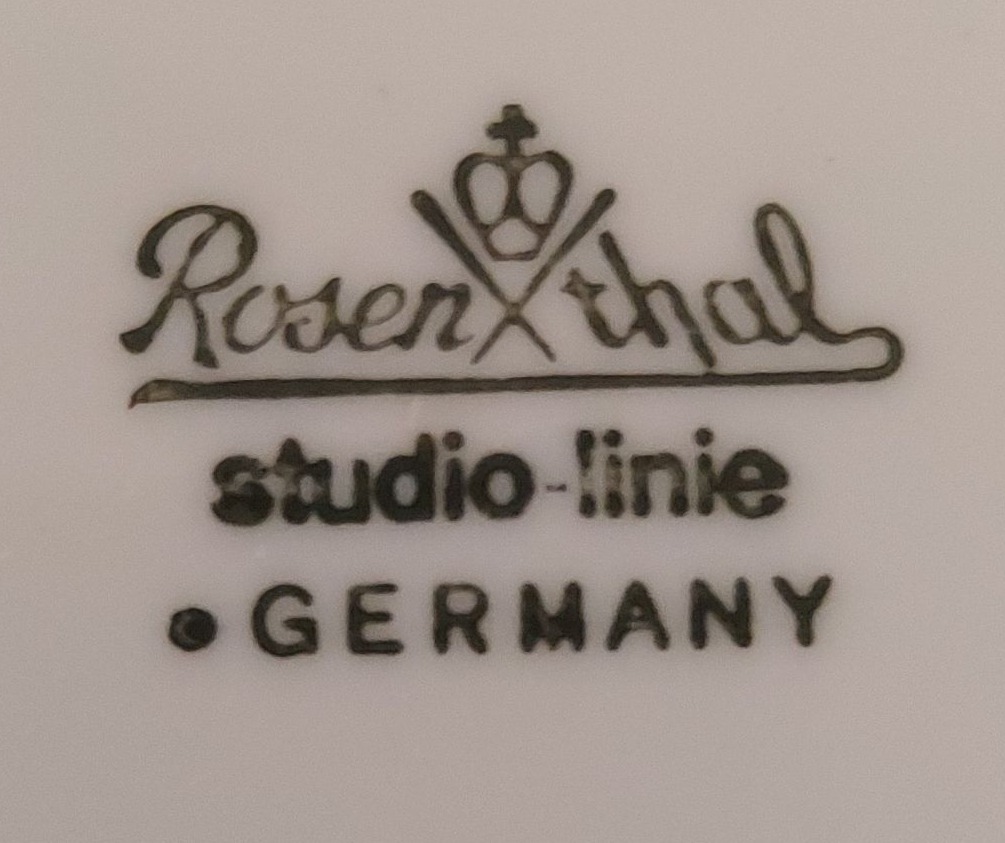 Rosenthal
studio-linie
• GERMANY